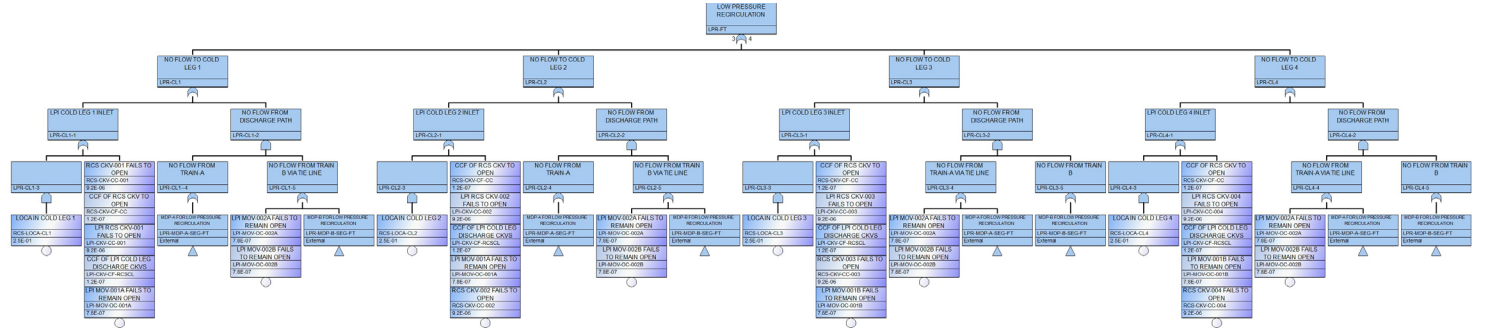 LOW PRESSURE
RECIRCULATION
LPR-FT
3 4
NO FLOW TO COLD
LEG 1
LPR-CL1
NO FLOW TO COLD
LEG 2
LPR-CL2
NO FLOW TO COLD
LEG 3
LPR-CL3
NO FLOW TO COLD
LEG 4
LPR-CL4
LPI COLD LEG 1 INLET
LPR-CL1-1
NO FLOW FROM
DISCHARGE PATH
LPR-CL1-2
LPI COLD LEG 2 INLET
LPR-CL2-1
NO FLOW FROM
DISCHARGE PATH
LPR-CL2-2
LPI COLD LEG 3 INLET
LPR-CL3-1
NO FLOW FROM
DISCHARGE PATH
LPR-CL3-2
LPI COLD LEG 4 INLET
LPR-CL4-1
NO FLOW FROM
DISCHARGE PATH
LPR-CL4-2
LPR-CL1-3
LOCA IN COLD LEG 1
RCS-LOCA-CL1
2.5E-01
RCS CKV-001 FAILS TO
OPEN
RCS-CKV-CC-001
9.2E-06
CCF OF RCS CKV TO
OPEN
RCS-CKV-CF-CC
1.2E-07
LPI RCS CKV-001
FAILS TO OPEN
LPI-CKV-CC-001
9.2E-06
CCF OF LPI COLD LEG
DISCHARGE CKVS
LPI-CKV-CF-RCSCL
1.2E-07
LPI MOV-001A FAILS TO
REMAIN OPEN
LPI-MOV-OC-001A
7.8E-07
NO FLOW FROM
TRAIN-A
LPR-CL1--4
MDP-A FOR LOW PRESSURE
RECIRCULATION
LPR-MDP-A-SEG-FT
External
NO FLOW FROM TRAIN
B VIA TIE LINE
LPR-CL1-5
LPI MOV-002A FAILS TO
REMAIN OPEN
LPI-MOV-OC-002A
7.8E-07
LPI MOV-002B FAILS
TO REMAIN OPEN
LPI-MOV-OC-002B
7.8E-07
MDP-B FOR LOW PRESSURE
RECIRCULATION
LPR-MDP-B-SEG-FT
External
LPR-CL2--3
LOCA IN COLD LEG 2
RCS-LOCA-CL2
2.5E-01
CCF OF RCS CKV TO
OPEN
RCS-CKV-CF-CC
1.2E-07
LPI RCS CKV-002
FAILS TO OPEN
LPI-CKV-CC-002
9.2E-06
CCF OF LPI COLD LEG
DISCHARGE CKVS
LPI-CKV-CF-RCSCL
1.2E-07
LPI MOV-001A FAILS TO
REMAIN OPEN
LPI-MOV-OC-001A
7.8E-07
RCS CKV-002 FAILS TO
OPEN
RCS-CKV-CC-002
9.2E-06
NO FLOW FROM
TRAIN-A
LPR-CL2-4
MDP-A FOR LOW PRESSURE
RECIRCULATION
LPR-MDP-A-SEG-FT
External
NO FLOW FROM TRAIN
B VIA TIE LINE
LPR-CL2-5
LPI MOV-002A FAILS TO
REMAIN OPEN
LPI-MOV-OC-002A
7.8E-07
LPI MOV-002B FAILS
TO REMAIN OPEN
LPI-MOV-OC-002B
7.8E-07
MDP-B FOR LOW PRESSURE
RECIRCULATION
LPR-MDP-B-SEG-FT
External
LPR-CL3-3
LOCA IN COLD LEG 3
RCS-LOCA-CL3
2.5E-01
CCF OF RCS CKV TO
OPEN
RCS-CKV-CF-CC
1.2E-07
LPI RCS CKV-003
FAILS TO OPEN
LPI-CKV-CC-003
9.2E-06
CCF OF LPI COLD LEG
DISCHARGE CKVS
LPI-CKV-CF-RCSCL
1.2E-07
RCS CKV-003 FAILS TO
OPEN
RCS-CKV-CC-003
9.2E-06
LPI MOV-001B FAILS
TO REMAIN OPEN
LPI-MOV-OC-001B
7.8E-07
NO FLOW FROM
TRAIN-A VIA TIE LINE
LPR-CL3-4
LPI MOV-002A FAILS TO
REMAIN OPEN
LPI-MOV-OC-002A
7.8E-07
LPI MOV-002B FAILS
TO REMAIN OPEN
LPI-MOV-OC-002B
7.8E-07
MDP-A FOR LOW PRESSURE
RECIRCULATION
LPR-MDP-A-SEG-FT
External
NO FLOW FROM TRAIN
B
LPR-CL3-5
MDP-B FOR LOW PRESSURE
RECIRCULATION
LPR-MDP-B-SEG-FT
External
LPR-CL4-3
LOCA IN COLD LEG 4
RCS-LOCA-CL4
2.5E-01
CCF OF RCS CKV TO
OPEN
RCS-CKV-CF-CC
1.2E-07
LPI RCS CKV-004
FAILS TO OPEN
LPI-CKV-CC-004
9.2E-06
CCF OF LPI COLD LEG
DISCHARGE CKVS
LPI-CKV-CF-RCSCL
1.2E-07
LPI MOV-001B FAILS
TO REMAIN OPEN
LPI-MOV-OC-001B
7.8E-07
RCS CKV-004 FAILS TO
OPEN
RCS-CKV-CC-004
9.2E-06
NO FLOW FROM
TRAIN-A VIA TIE LINE
LPR-CL4-4
LPI MOV-002A FAILS TO
REMAIN OPEN
LPI-MOV-OC-002A
7.8E-07
LPI MOV-002B FAILS
TO REMAIN OPEN
LPI-MOV-OC-002B
7.8E-07
MDP-A FOR LOW PRESSURE
RECIRCULATION
LPR-MDP-A-SEG-FT
External
NO FLOW FROM TRAIN
B
LPR-CL4-5
MDP-B FOR LOW PRESSURE
RECIRCULATION
LPR-MDP-B-SEG-FT
External